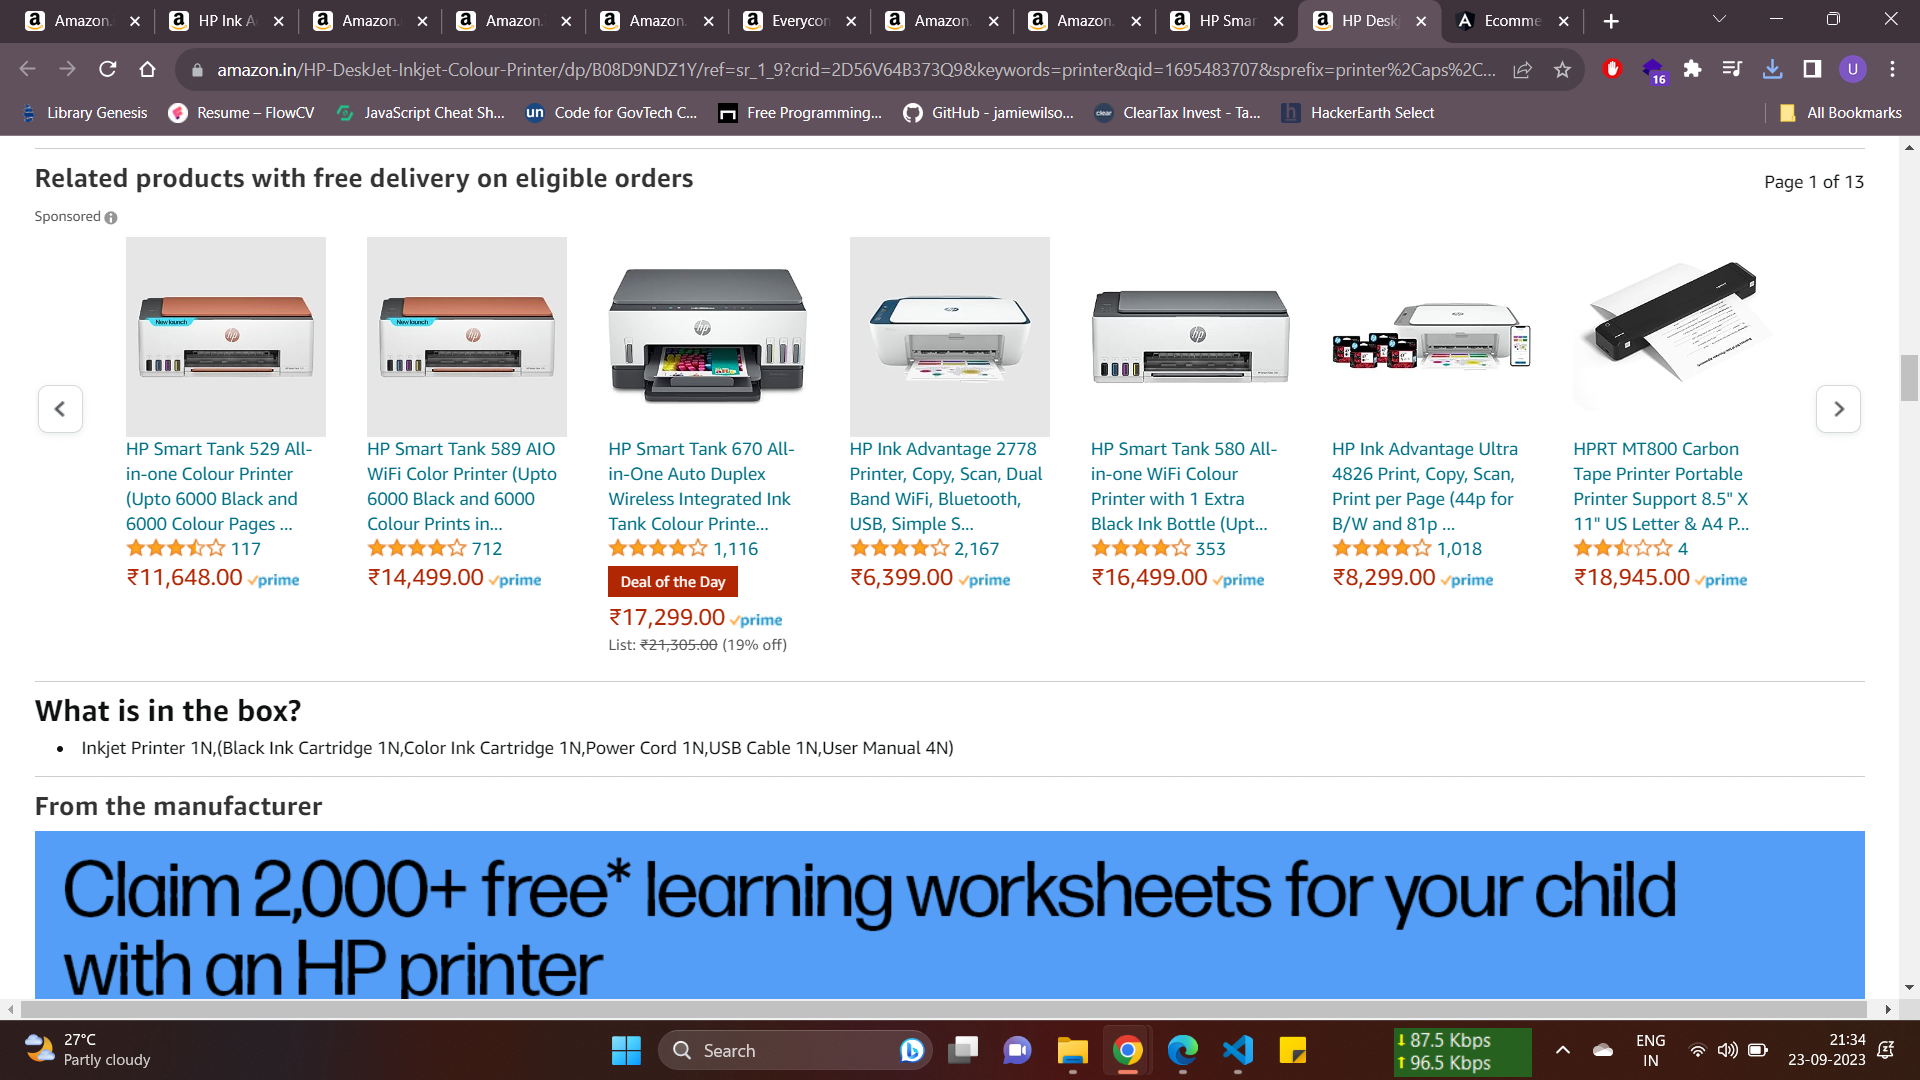 Amazon.
HP Ink A
Amazon.
Amazon
Amazon.
Everycon
Amazon.
Amazon
HP Smar
HP Desk
Ecomme
amazon.in/HP-DeskJet-Inkjet-Colour-Printer/dp/B08D9NDZ1Y/ref=sr_1_9?crid=2D56V64B373Q9&keywords=printer&qid=1695483707&sprefix=printer%2Caps%2C...
16
U
Library Genesis
Resume – FlowCV
JavaScript Cheat Sh...
un Code for GovTech C...
Free Programming,...
GitHub - jamiewilso...
clear ClearTax Invest - Ta...
h HackerEarth Select
All Bookmarks
Related products with free delivery on eligible orders
Page 1 of 13
Sponsored
New launch
hp
HP Smart Tank 529 All-
in-one Colour Printer
(Upto 6000 Black and
6000 Colour Pages ...
117
₹11,648.00 prime
New launch
hp
HP Smart Tank 589 AIO
WiFi Color Printer (Upto
6000 Black and 6000
Colour Prints in...
712
₹14,499.00 prime
hp
HP Smart Tank 670 All-
in-One Auto Duplex
Wireless Integrated Ink
Tank Colour Printe...
1,116
Deal of the Day
₹17,299.00 prime
List: ₹21,305.00 (19% off)
HP Ink Advantage 2778
Printer, Copy, Scan, Dual
Band WiFi, Bluetooth,
USB, Simple S...
2,167
₹6,399.00 prime
hp
HP Smart Tank 580 All-
in-one WiFi Colour
Printer with 1 Extra
Black Ink Bottle (Upt...
353
₹16,499.00 prime
HP Ink Advantage Ultra
4826 Print, Copy, Scan,
Print per Page (44p for
B/W and 81p ...
1,018
₹8,299.00 prime
HPRT MT800 Carbon
Tape Printer Portable
Printer Support 8.5" X
11" US Letter & A4 P...
4
₹18,945.00 prime
What is in the box?
• Inkjet Printer 1N,(Black Ink Cartridge 1N,Color Ink Cartridge 1N,Power Cord 1N,USB Cable 1N,User Manual 4N)
From the manufacturer
Claim 2,000+ free* learning worksheets for your child
with an HP printer
27°C
Partly cloudy
Search
87.5 Kbps
96.5 Kbps
ENG
IN
21:34
23-09-2023